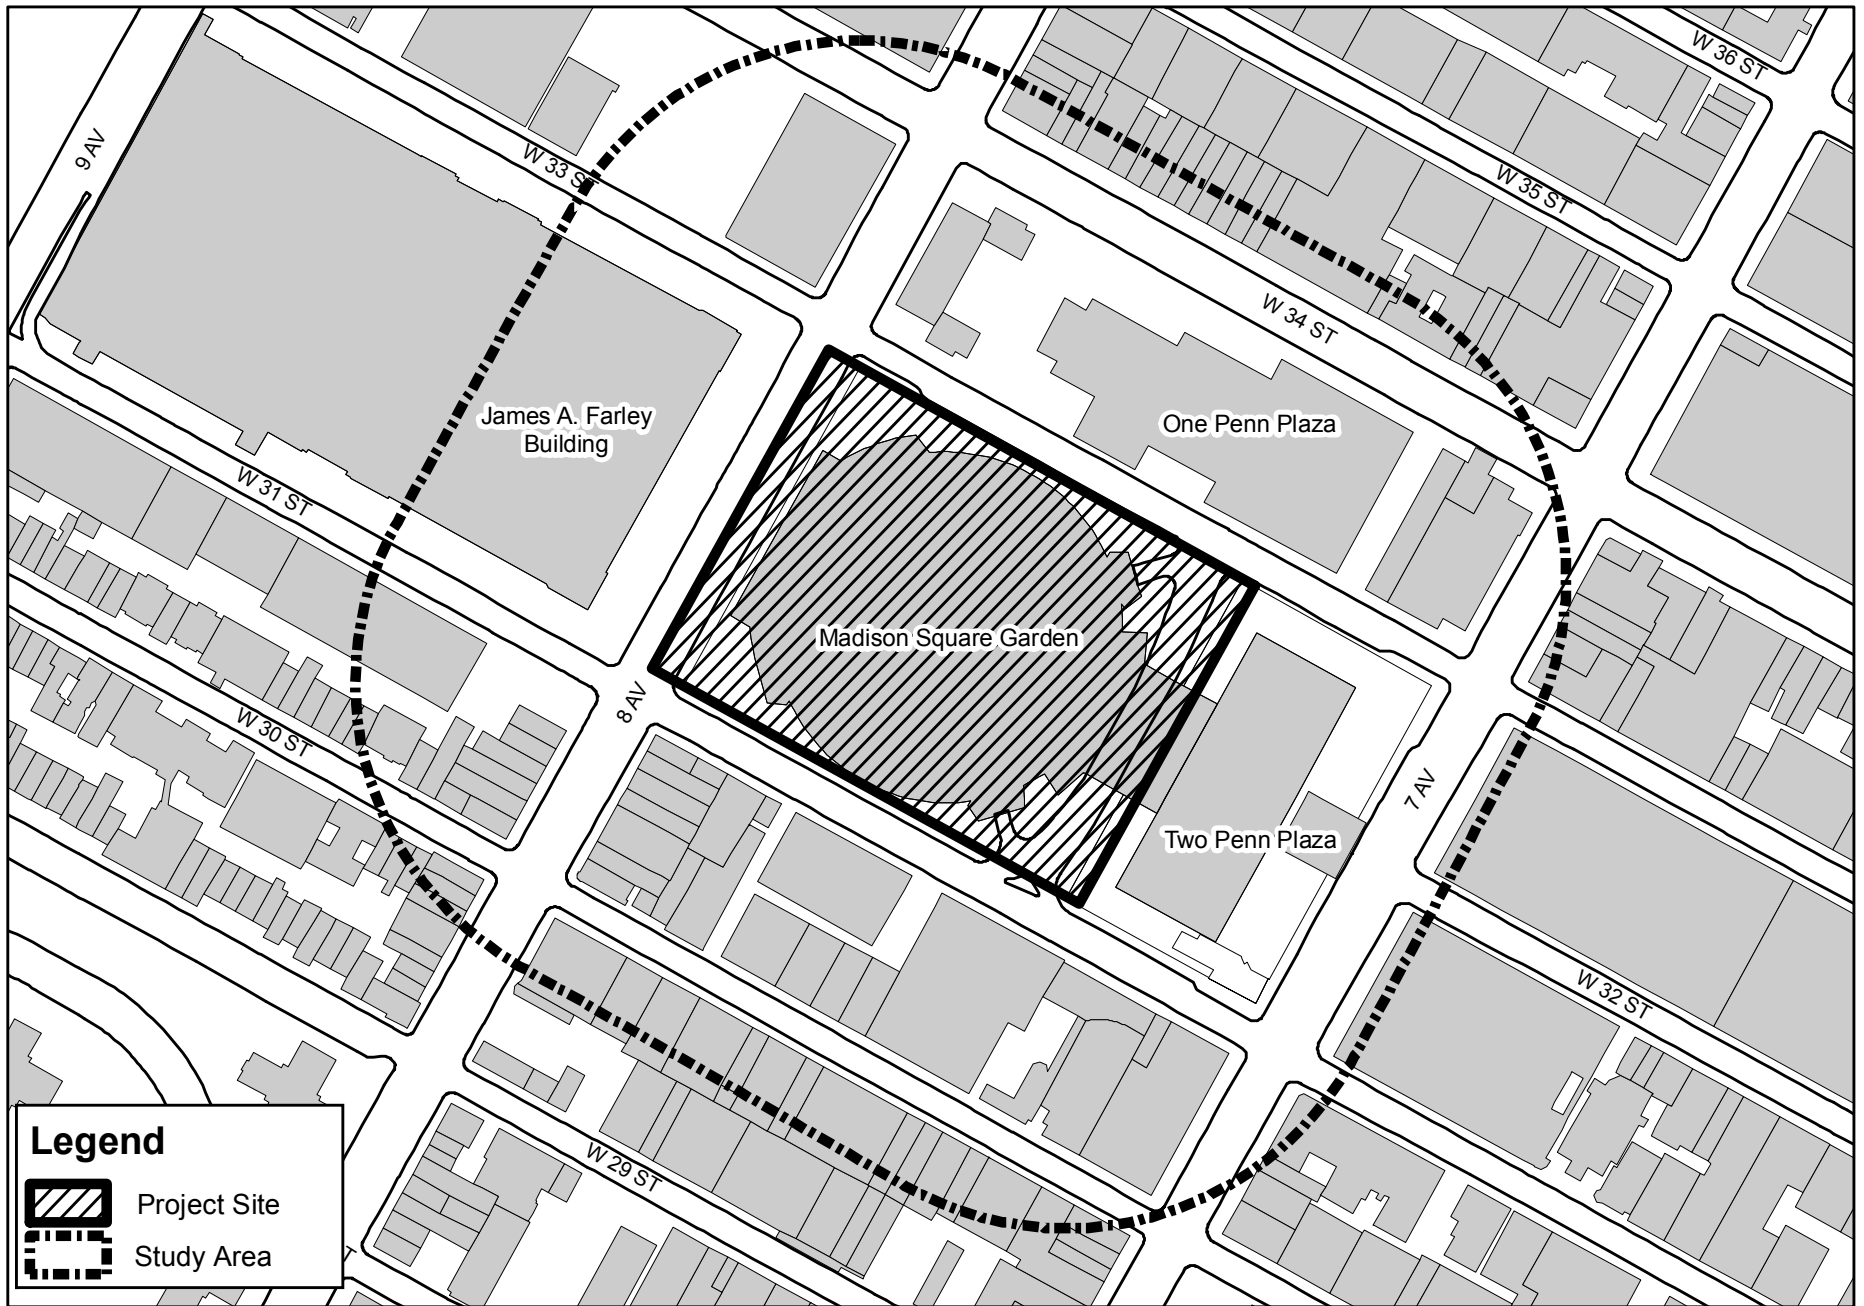 W 36 ST
9 AV
W 33 ST
W 35 ST
W 34 ST
James A. Farley
Building
One Penn Plaza
W 31 ST
Madison Square Garden
8 AV
W 30 ST
7 AV
Two Penn Plaza
W 32 ST
W 29 ST
Legend
Project Site
Study Area